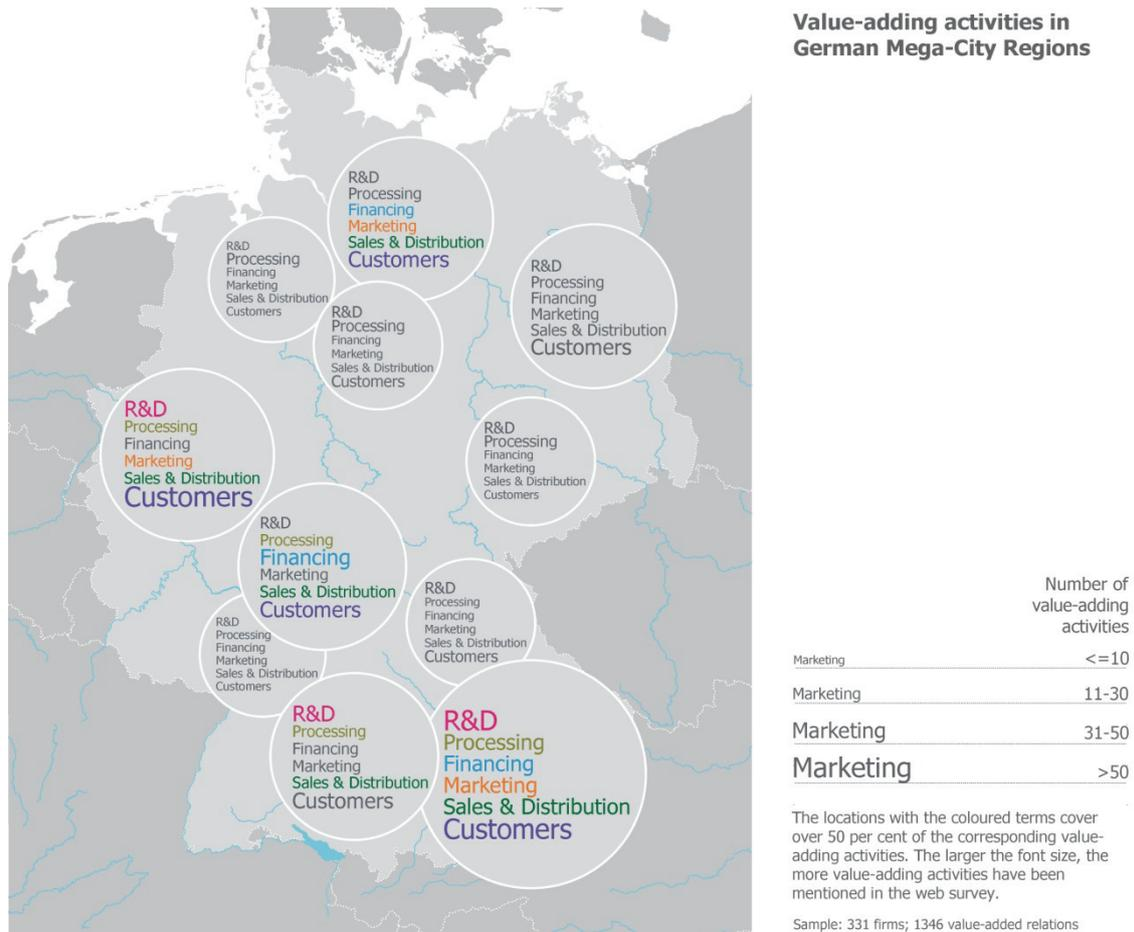 Value-adding activities in
German Mega-City Regions
R&D
Processing
Financing
Marketing
Sales & Distribution
Customers
R&D
Processing
Financing
Marketing
Sales & Distribution
Customers
R&D
Processing
Financing
Marketing
Sales & Distribution
Customers
R&D
Processing
Financing
Marketing
Sales & Distribution
Customers
R&D
Processing
Financing
Marketing
Sales & Distribution
Customers
R&D
Processing
Financing
Marketing
Sales & Distribution
Customers
R&D
Processing
Financing
Marketing
Sales & Distribution
Customers
R&D
Processing
Financing
Marketing
Sales & Distribution
Customers
R&D
Processing
Financing
Marketing
Sales & Distribution
Customers
R&D
Processing
Financing
Marketing
Sales & Distribution
Customers
R&D
Processing
Financing
Marketing
Sales & Distribution
Customers
Number of
value-adding
activities
Marketing <=10
Marketing 11-30
Marketing 31-50
Marketing >50
The locations with the coloured terms cover
over 50 per cent of the corresponding value-
adding activities. The larger the font size, the
more value-adding activities have been
mentioned in the web survey.
Sample: 331 firms; 1346 value-added relations